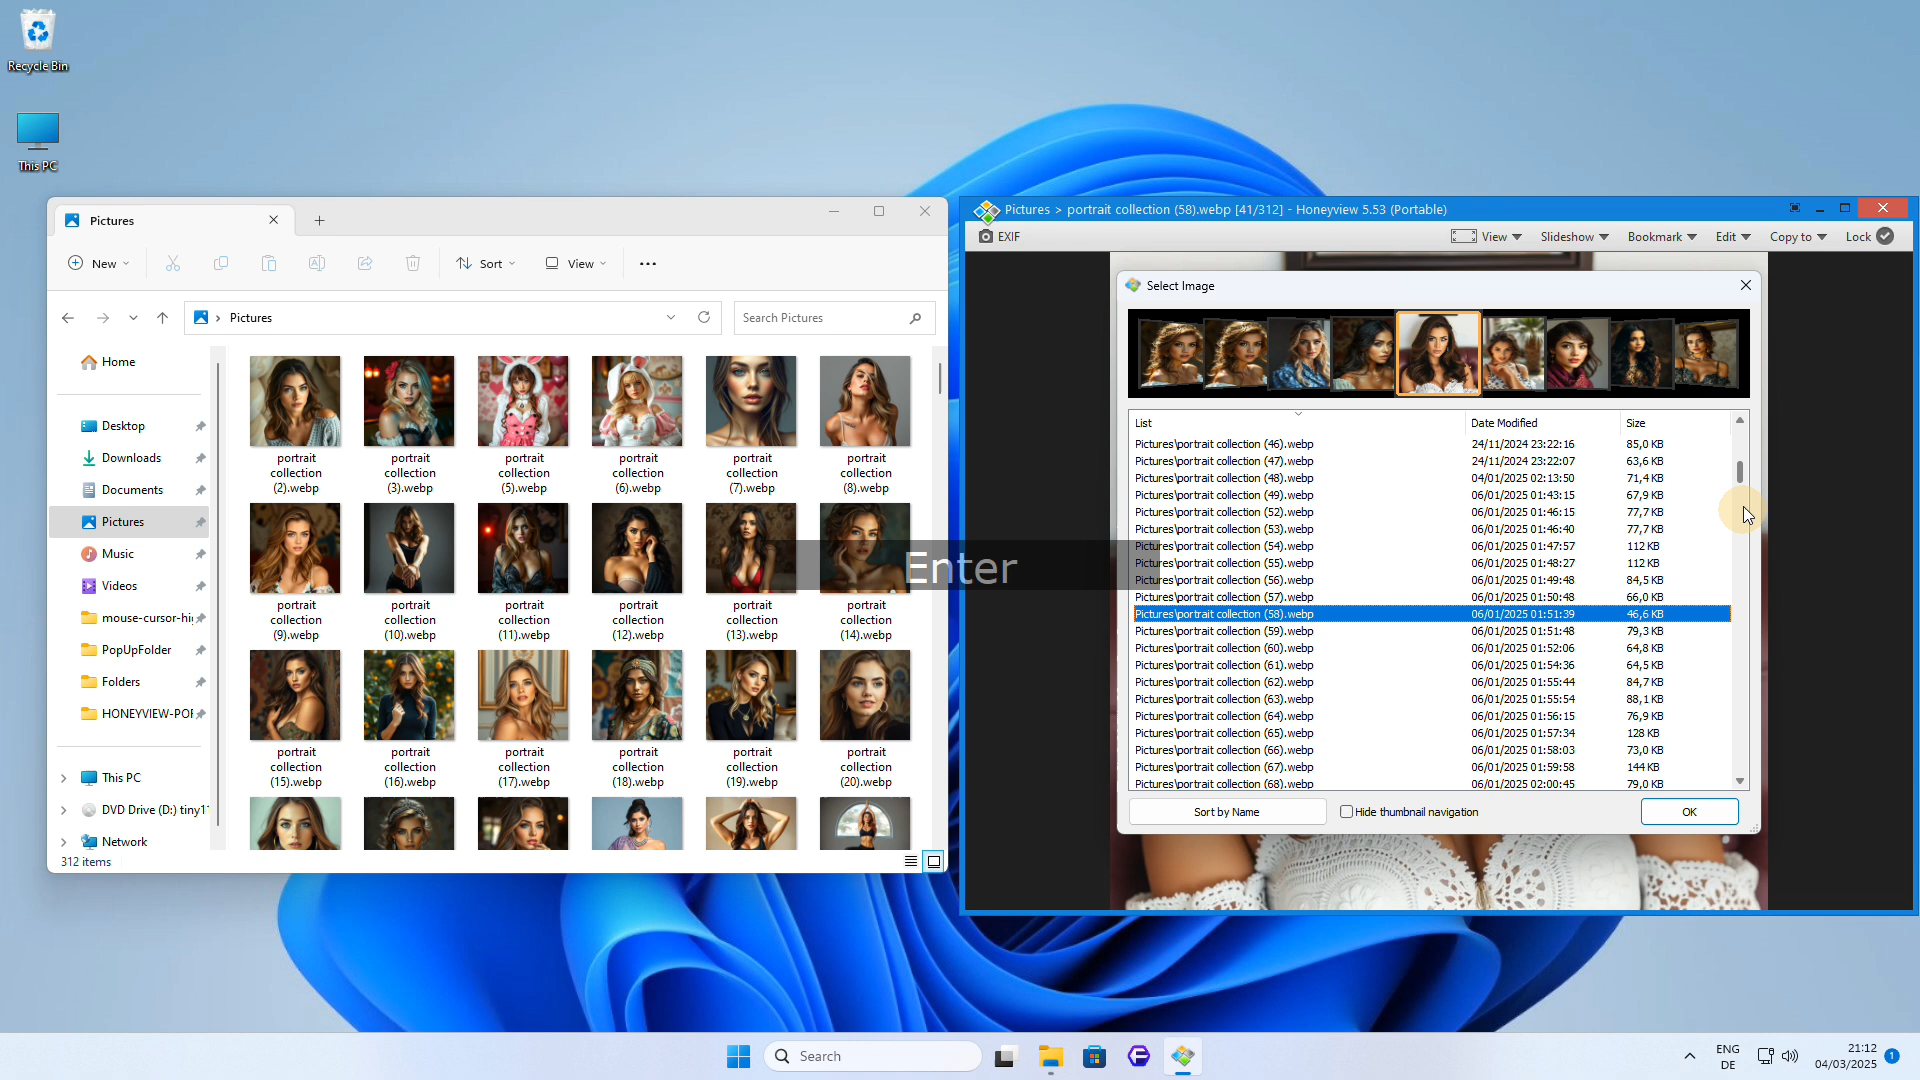 Recycle Bin
This PC
Pictures
New
Sort
View
Pictures
Search Pictures
Home
Desktop
Downloads
Documents
Pictures
Music
Videos
mouse-cursor-hi
PopUpFolder
Folders
HONEYVIEW-POF
This PC
DVD Drive (D:) tiny1
Network
312 items
portrait collection (2).webp
portrait collection (3).webp
portrait collection (5).webp
portrait collection (6).webp
portrait collection (7).webp
portrait collection (8).webp
portrait collection (9).webp
portrait collection (10).webp
portrait collection (11).webp
portrait collection (12).webp
portrait collection (13).webp
portrait collection (14).webp
portrait collection (15).webp
portrait collection (16).webp
portrait collection (17).webp
portrait collection (18).webp
portrait collection (19).webp
portrait collection (20).webp
Enter
Pictures > portrait collection (58).webp [41/312] - Honeyview 5.53 (Portable)
EXIF
View
Slideshow
Bookmark
Edit
Copy to
Lock
Select Image
List Date Modified Size
Pictures\portrait collection (46).webp 24/11/2024 23:22:16 85,0 KB
Pictures\portrait collection (47).webp 24/11/2024 23:22:07 63,6 KB
Pictures\portrait collection (48).webp 04/01/2025 02:13:50 71,4 KB
Pictures\portrait collection (49).webp 06/01/2025 01:43:15 67,9 KB
Pictures\portrait collection (52).webp 06/01/2025 01:46:15 77,7 KB
Pictures\portrait collection (53).webp 06/01/2025 01:46:40 77,7 KB
Pictures\portrait collection (54).webp 06/01/2025 01:47:57 112 KB
Pictures\portrait collection (55).webp 06/01/2025 01:48:27 112 KB
Pictures\portrait collection (56).webp 06/01/2025 01:49:48 84,5 KB
Pictures\portrait collection (57).webp 06/01/2025 01:50:48 66,0 KB
Pictures\portrait collection (58).webp 06/01/2025 01:51:39 46,6 KB
Pictures\portrait collection (59).webp 06/01/2025 01:51:48 79,3 KB
Pictures\portrait collection (60).webp 06/01/2025 01:52:06 64,8 KB
Pictures\portrait collection (61).webp 06/01/2025 01:54:36 64,5 KB
Pictures\portrait collection (62).webp 06/01/2025 01:55:44 84,7 KB
Pictures\portrait collection (63).webp 06/01/2025 01:55:54 88,1 KB
Pictures\portrait collection (64).webp 06/01/2025 01:56:15 76,9 KB
Pictures\portrait collection (65).webp 06/01/2025 01:57:34 128 KB
Pictures\portrait collection (66).webp 06/01/2025 01:58:03 73,0 KB
Pictures\portrait collection (67).webp 06/01/2025 01:59:58 144 KB
Pictures\portrait collection (68).webp 06/01/2025 02:00:45 79,0 KB
Sort by Name
Hide thumbnail navigation
OK
Search
ENG
DE
21:12
04/03/2025
1